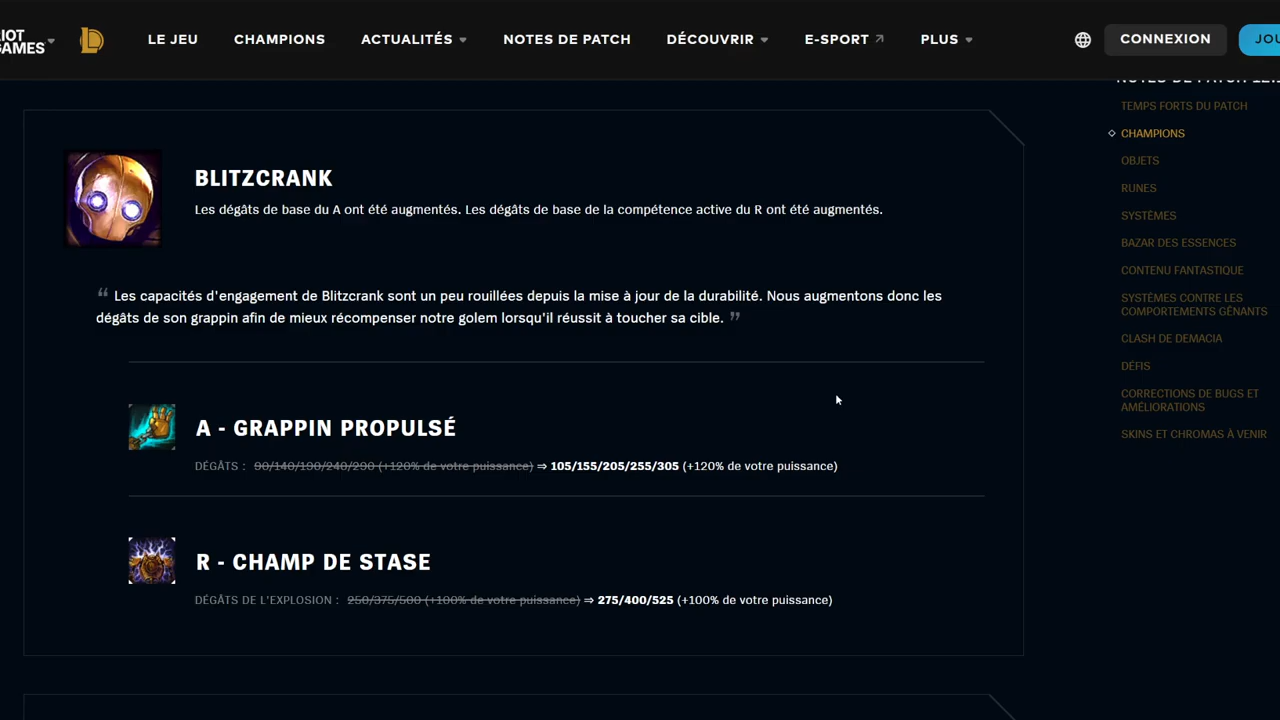 LE JEU
CHAMPIONS
ACTUALITÉS
NOTES DE PATCH
DÉCOUVRIR
E-SPORT
PLUS
CONNEXION
GAMES
NOTES DE PATCH
TEMPS FORTS DU PATCH
CHAMPIONS
OBJETS
RUNES
SYSTÈMES
BAZAR DES ESSENCES
CONTENU FANTASTIQUE
SYSTÈMES CONTRE LES
COMPORTEMENTS GÊNANTS
CLASH DE DEMACIA
DÉFIS
CORRECTIONS DE BUGS ET
AMÉLIORATIONS
SKINS ET CHROMAS À VENIR
BLITZCRANK
Les dégâts de base du A ont été augmentés. Les dégâts de base de la compétence active du R ont été augmentés.
“ Les capacités d'engagement de Blitzcrank sont un peu rouillées depuis la mise à jour de la durabilité. Nous augmentons donc les
dégâts de son grappin afin de mieux récompenser notre golem lorsqu'il réussit à toucher sa cible. ”
A - GRAPPIN PROPULSÉ
DÉGÂTS : 90/140/190/240/290 (+120% de votre puissance) ⇒ 105/155/205/255/305 (+120% de votre puissance)
R - CHAMP DE STASE
DÉGÂTS DE L'EXPLOSION : 250/375/500 (+100% de votre puissance) ⇒ 275/400/525 (+100% de votre puissance)